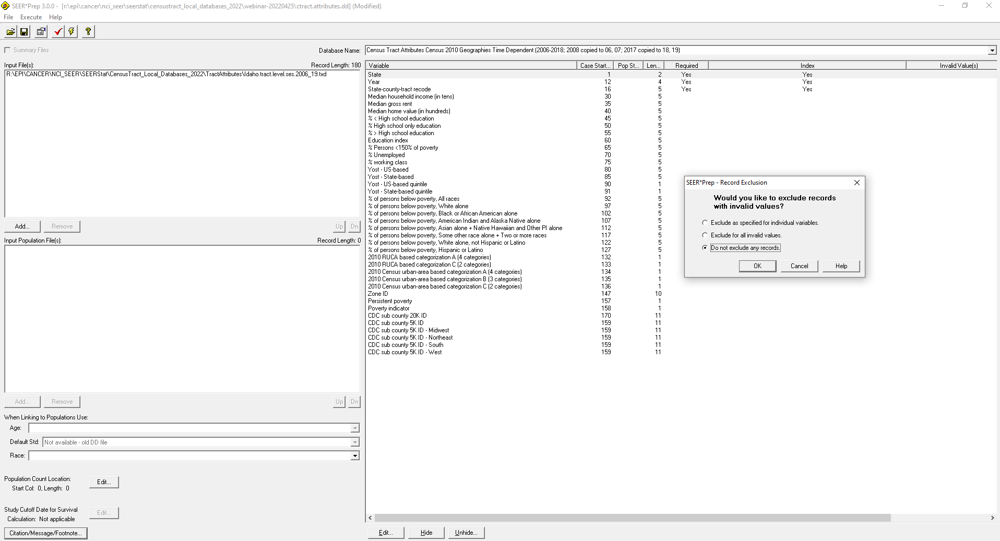 SEER*Prep 3.0.0 - [r:\epi\cancer\nci_seer\seerstat\censustract_local_databases_2022\webinar-20220425\ctract.attributes.dd] (Modified)
File Execute Help
Summary Files
Database Name: Census Tract Attributes Census 2010 Geographies Time Dependent (2006-2018; 2008 copied to 06, 07; 2017 copied to 18, 19)
Input File(s): Record Length: 180
R:\EPI\CANCER\NCI_SEER\SEERStat\CensusTract_Local_Databases_2022\TractAttributes\Idaho.tract.level.ses.2006_19.txd
Add... Remove Up Dn
Input Population File(s): Record Length: 0
Add... Remove Up Dn
When Linking to Populations Use:
Age:
Default Std: Not available - old DD file
Race:
Population Count Location:
Start Col: 0, Length: 0
Edit...
Study Cutoff Date for Survival
Calculation: Not applicable
Edit...
Citation/Message/Footnote...
Variable Case Start... Pop St... Len... Required Index Invalid Value(s)
State 1 2 Yes Yes
Year 12 4 Yes Yes
State-county-tract recode 16 5 Yes Yes
Median household income (in tens) 30 5
Median gross rent 35 5
Median home value (in hundreds) 40 5
% < High school education 45 5
% High school only education 50 5
% > High school education 55 5
Education index 60 5
% Persons <150% of poverty 65 5
% Unemployed 70 5
% working class 75 5
Yost - US-based 80 5
Yost - State-based 85 5
Yost - US-based quintile 90 1
Yost - State-based quintile 91 1
% of persons below poverty, All races 92 5
% of persons below poverty, White alone 97 5
% of persons below poverty, Black or African American alone 102 5
% of persons below poverty, American Indian and Alaska Native alone 107 5
% of persons below poverty, Asian alone + Native Hawaiian and Other PI alone 112 5
% of persons below poverty, Some other race alone + Two or more races 117 5
% of persons below poverty, White alone, not Hispanic or Latino 122 5
% of persons below poverty, Hispanic or Latino 127 5
2010 RUCA based categorization A (4 categories) 132 1
2010 RUCA based categorization C (2 categories) 133 1
2010 Census urban-area based categorization A (4 categories) 134 1
2010 Census urban-area based categorization B (3 categories) 135 1
2010 Census urban-area based categorization C (2 categories) 136 1
Zone ID 147 10
Persistent poverty 157 1
Poverty indicator 158 1
CDC sub county 20K ID 170 11
CDC sub county 5K ID 159 11
CDC sub county 5K ID - Midwest 159 11
CDC sub county 5K ID - Northeast 159 11
CDC sub county 5K ID - South 159 11
CDC sub county 5K ID - West 159 11
Edit... Hide Unhide...
SEER*Prep - Record Exclusion
Would you like to exclude records
with invalid values?
Exclude as specified for individual variables.
Exclude for all invalid values.
Do not exclude any records.
OK Cancel Help